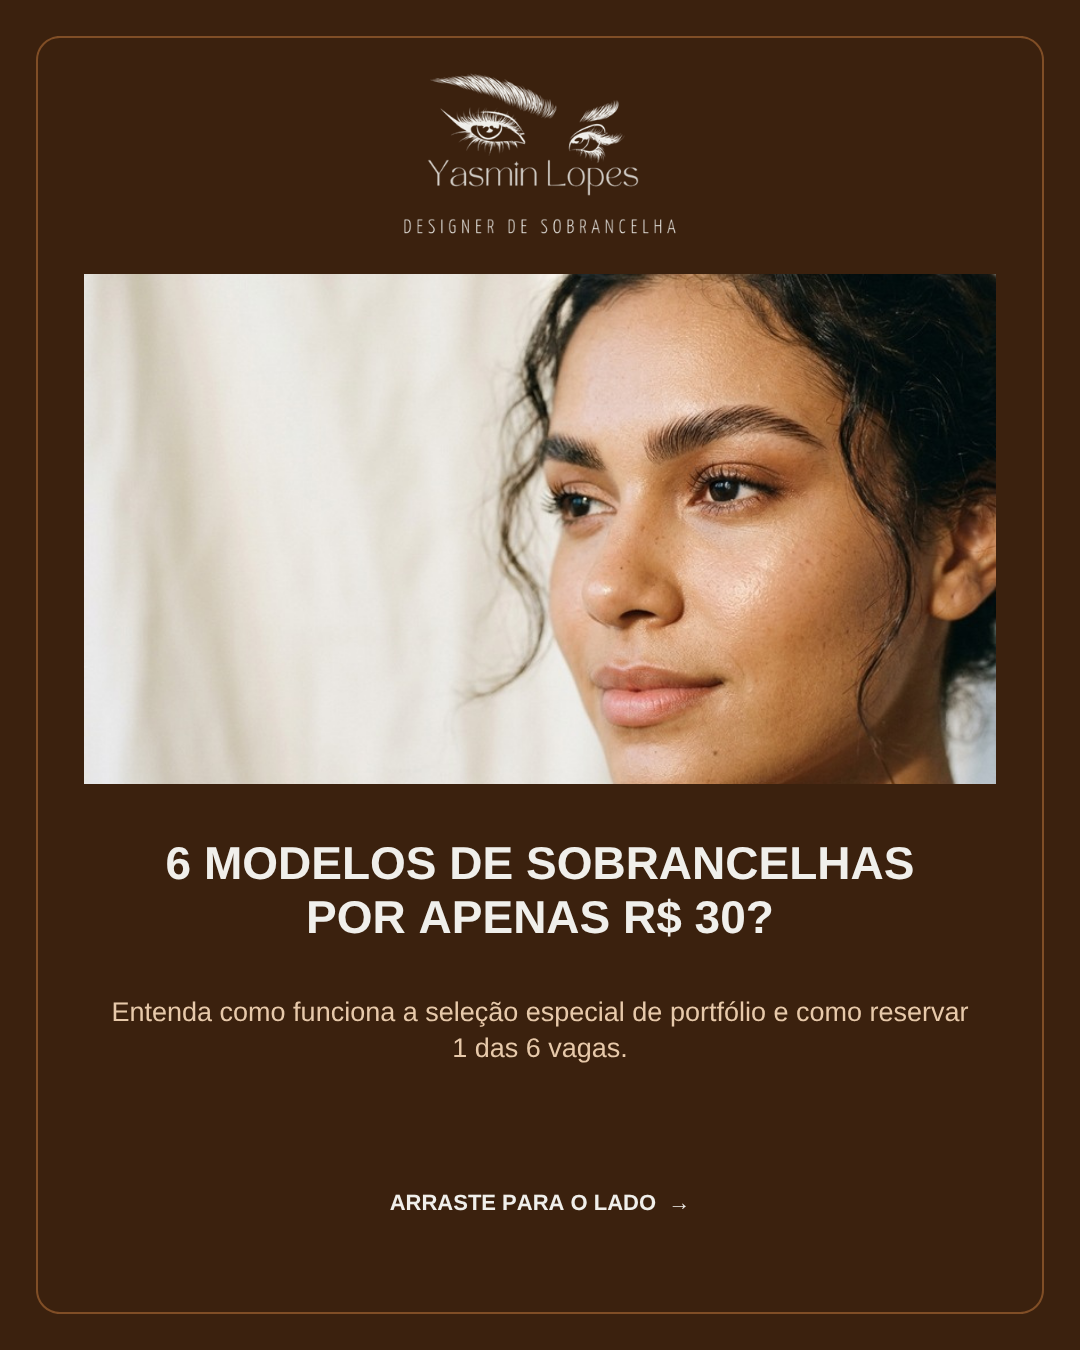 Yasmin Lopes
DESIGNER DE SOBRANCELHA
6 MODELOS DE SOBRANCELHAS
POR APENAS R$ 30?
Entenda como funciona a seleção especial de portfólio e como reservar
1 das 6 vagas.
ARRASTE PARA O LADO →